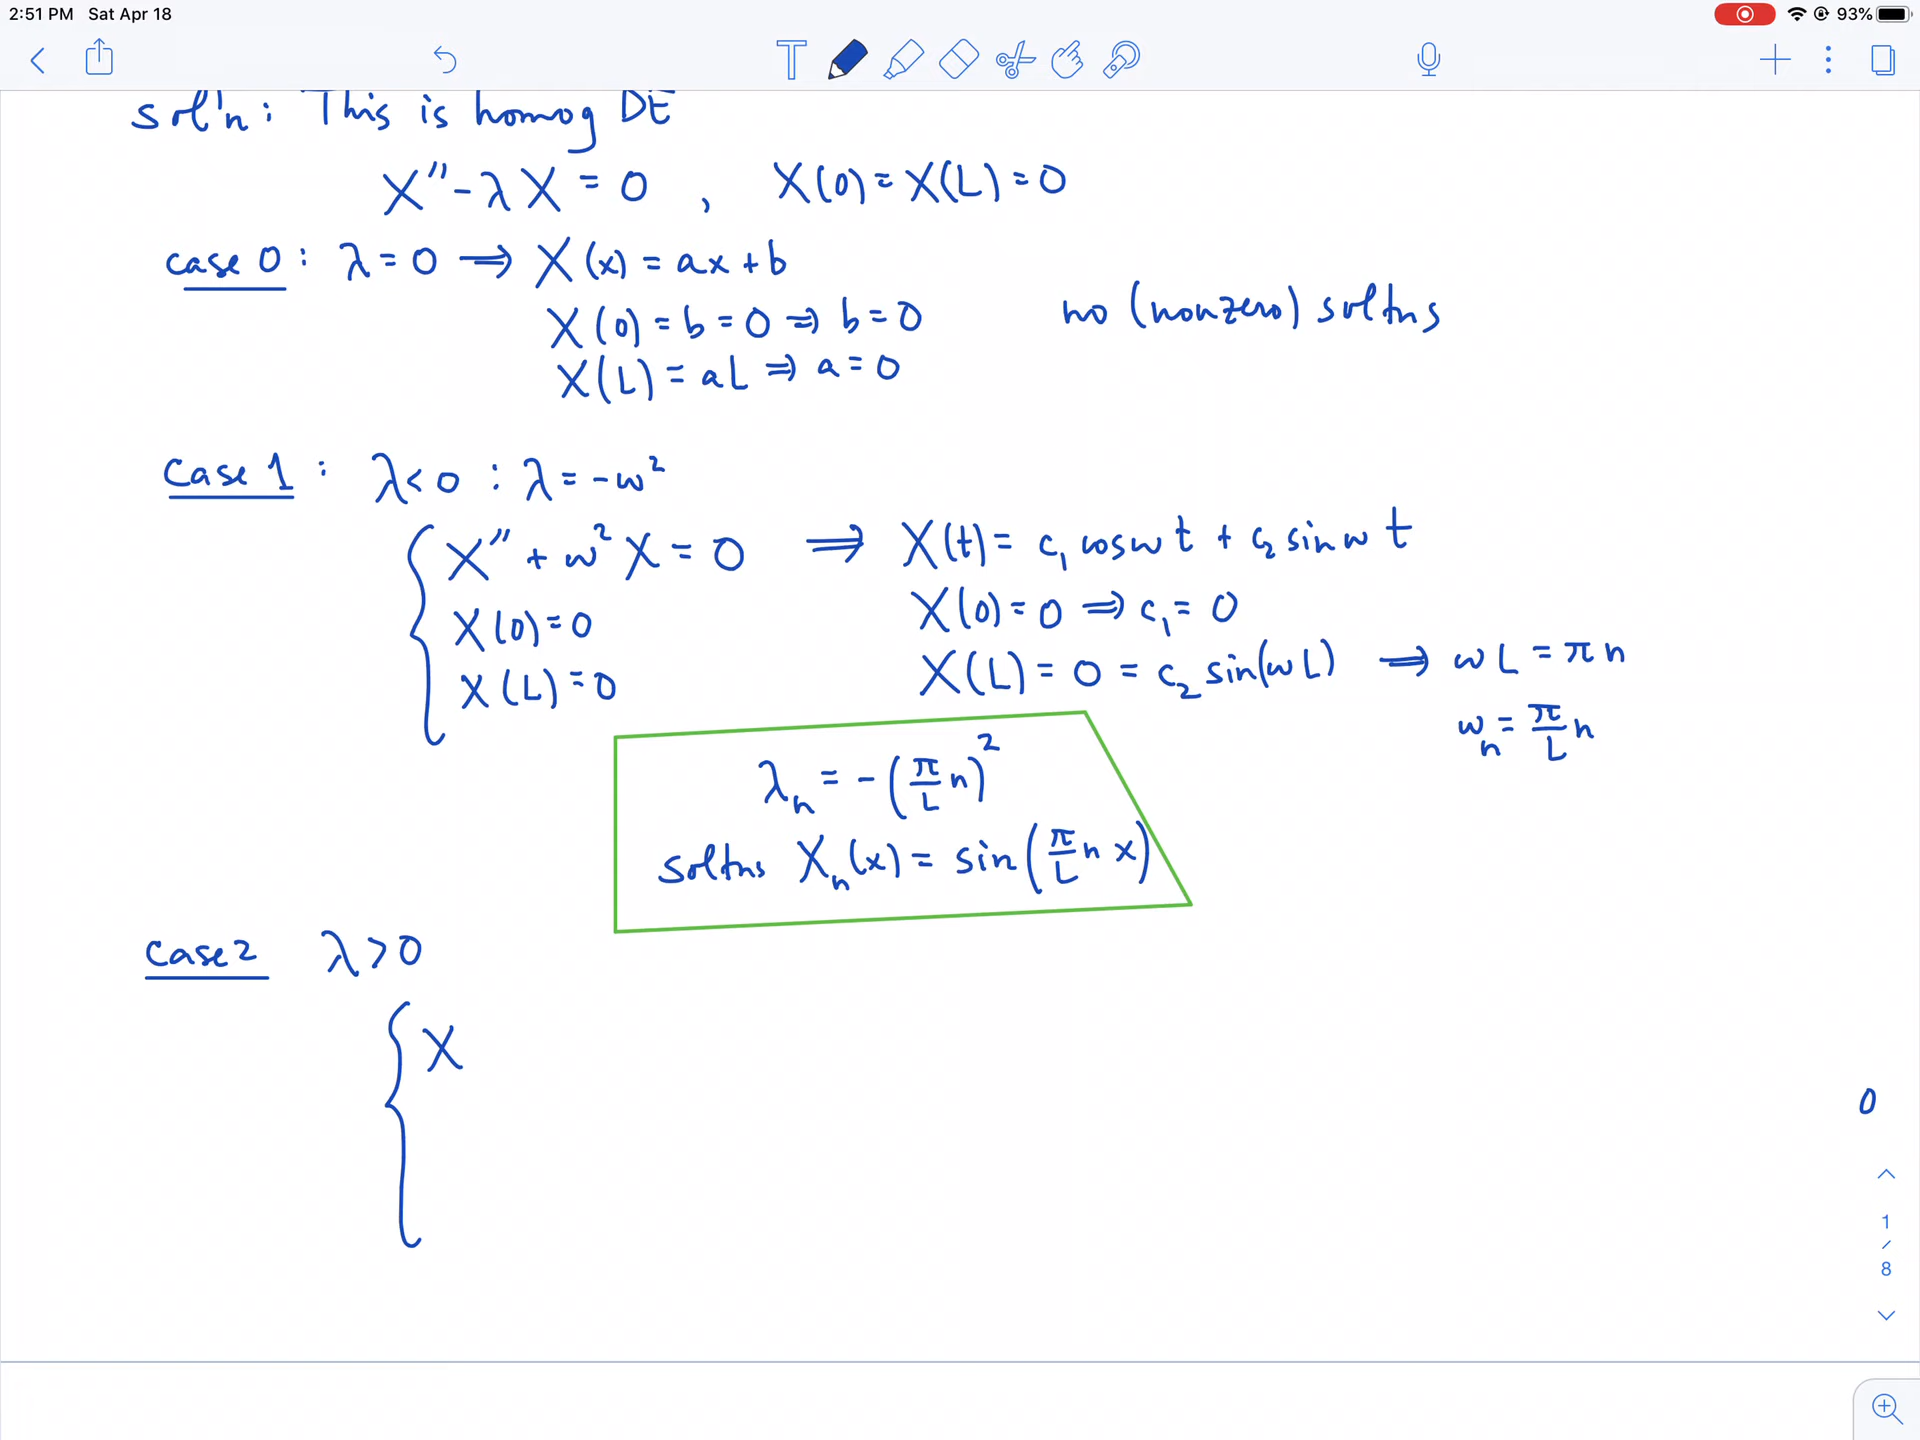 2:51 PM Sat Apr 18 93%
T
sol'n: This is homog DE
X'' - λX = 0 , X(0) = X(L) = 0
case 0: λ = 0 ⟹ X(x) = ax + b
X(0) = b = 0 ⟹ b = 0
no (nonzero) soltns
X(L) = aL ⟹ a = 0
Case 1: λ < 0 : λ = -w²
X'' + w²X = 0 ⟹ X(t) = c₁ cos w t + c₂ sin w t
X(0) = 0 X(0) = 0 ⟹ c₁ = 0
X(L) = 0 X(L) = 0 = c₂ sin(wL) ⟹ wL = πn
wₙ = π/L n
λₙ = -(π/L n)²
soltns Xₙ(x) = sin(π/L n x)
Case 2 λ > 0
X
0
1
/
8